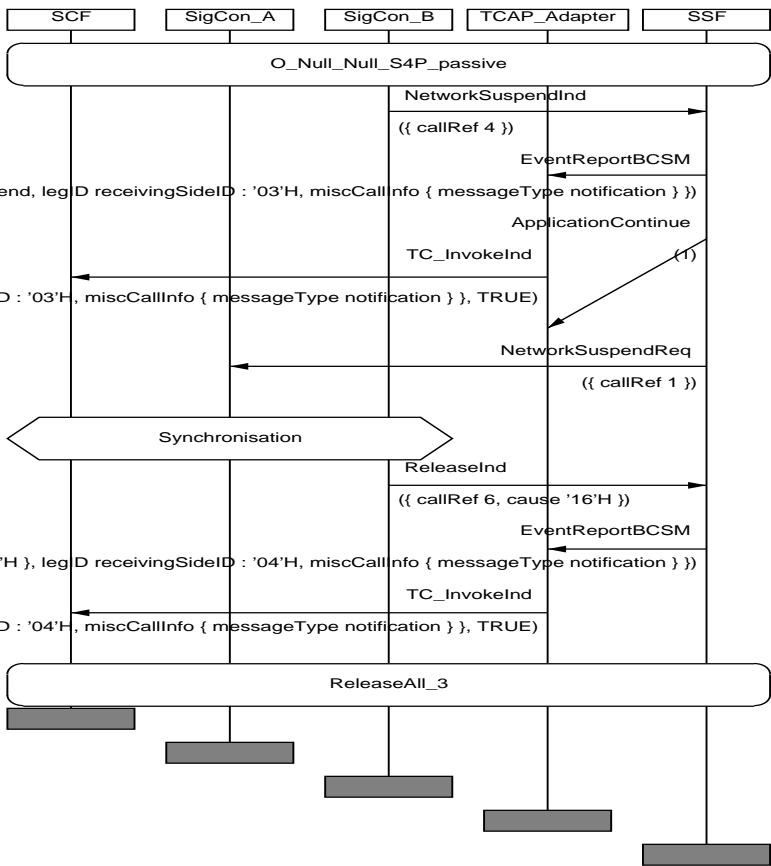 SCF SigCon_A SigCon_B TCAP_Adapter SSF
O_Null_Null_S4P_passive
NetworkSuspendInd
({ callRef 4 })
EventReportBCSM
end, legID receivingSideID : '03'H, miscCallInfo { messageType notification } })
ApplicationContinue
(1)
TC_InvokeInd
D : '03'H, miscCallInfo { messageType notification } }, TRUE)
NetworkSuspendReq
({ callRef 1 })
Synchronisation
ReleaseInd
({ callRef 6, cause '16'H })
EventReportBCSM
'H }, legID receivingSideID : '04'H, miscCallInfo { messageType notification } })
TC_InvokeInd
D : '04'H, miscCallInfo { messageType notification } }, TRUE)
ReleaseAll_3